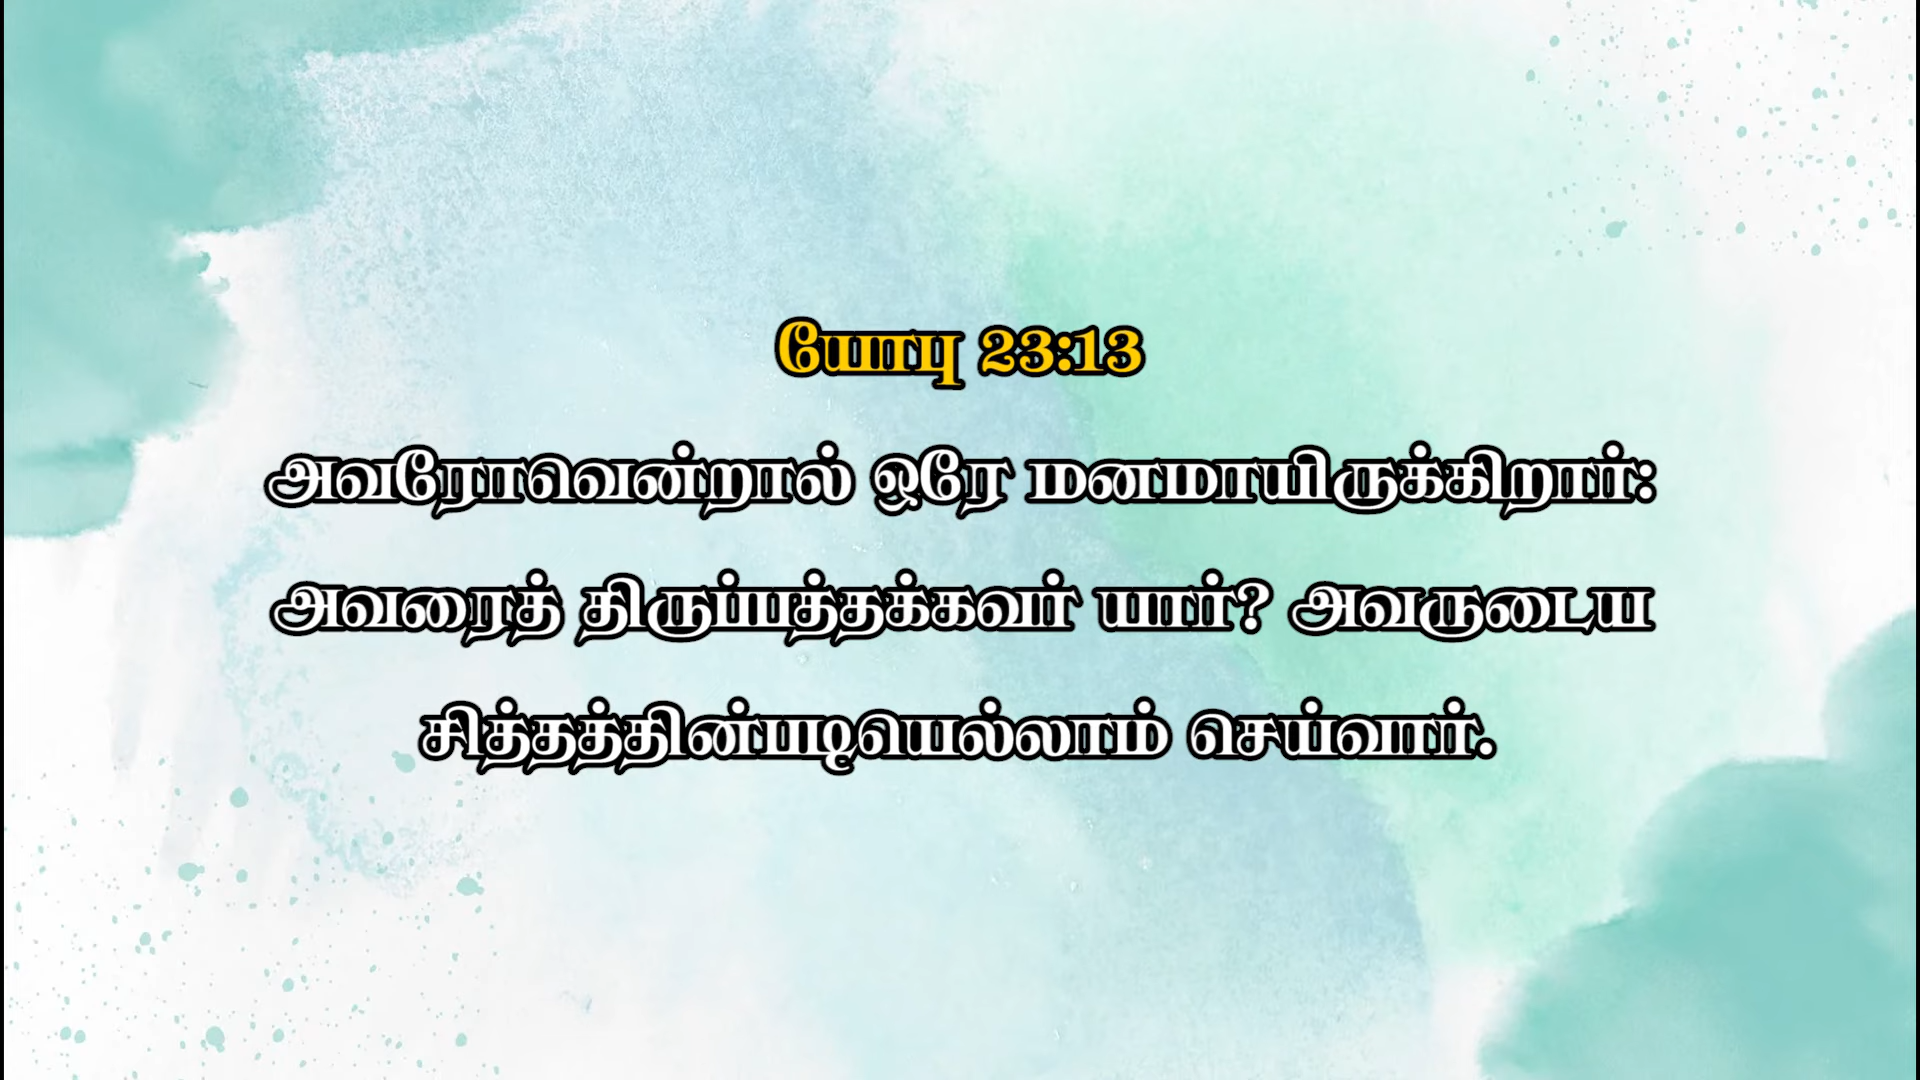 யோபு 23:13
அவரோவென்றால் ஒரே மனமாயிருக்கிறார்:
அவரைத் திருப்பத்தக்கவர் யார்? அவருடைய
சித்தத்தின்படியெல்லாம் செய்வார்.